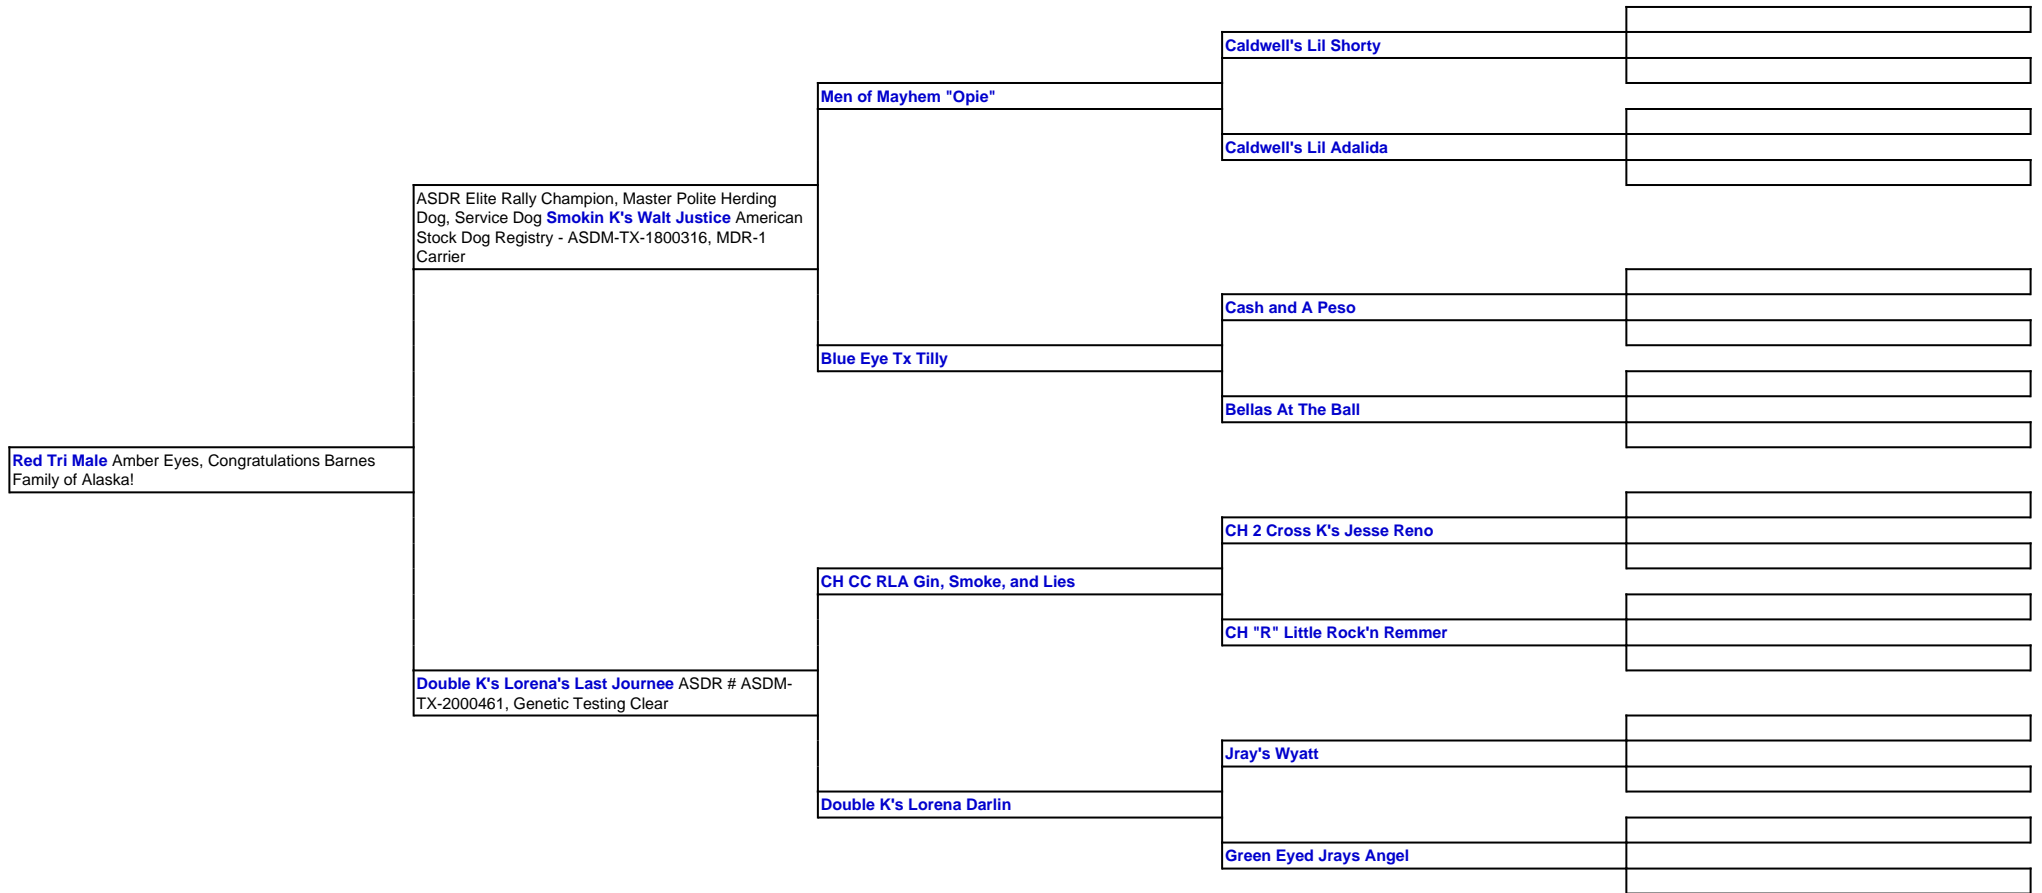 Caldwell's Lil Shorty
Men of Mayhem "Opie"
Caldwell's Lil Adalida
ASDR Elite Rally Champion, Master Polite Herding
Dog, Service Dog Smokin K's Walt Justice American
Stock Dog Registry - ASDM-TX-1800316, MDR-1
Carrier
Cash and A Peso
Blue Eye Tx Tilly
Bellas At The Ball
Red Tri Male Amber Eyes, Congratulations Barnes
Family of Alaska!
CH 2 Cross K's Jesse Reno
CH CC RLA Gin, Smoke, and Lies
CH "R" Little Rock'n Remmer
Double K's Lorena's Last Journee ASDR # ASDM-
TX-2000461, Genetic Testing Clear
Jray's Wyatt
Double K's Lorena Darlin
Green Eyed Jrays Angel